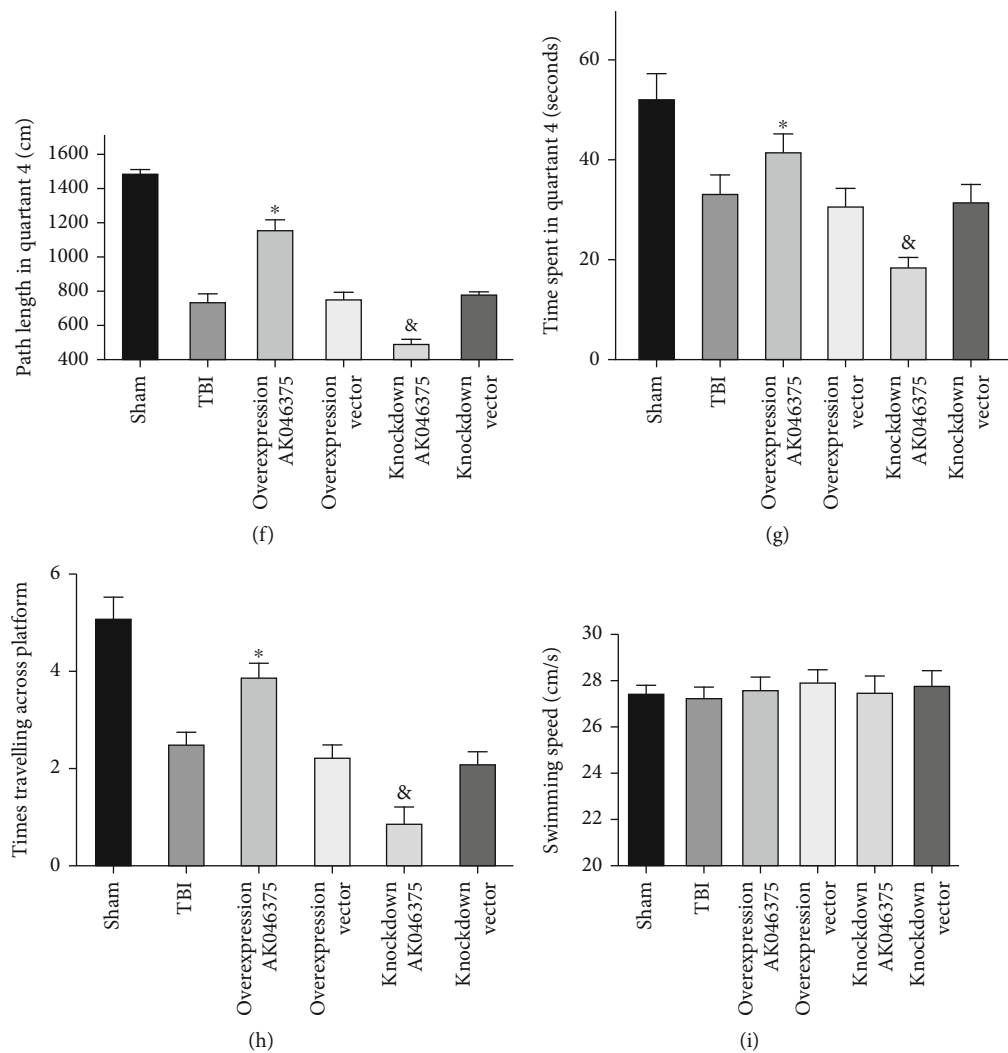 Path length in quartant 4 (cm)
1600
1400
1200
1000
800
600
400
*
&
Sham
TBI
Overexpression
AK046375
Overexpression
vector
Knockdown
AK046375
Knockdown
vector
(f)
Time spent in quartant 4 (seconds)
60
40
20
0
*
&
Sham
TBI
Overexpression
AK046375
Overexpression
vector
Knockdown
AK046375
Knockdown
vector
(g)
Times travelling across platform
6
4
2
0
*
&
Sham
TBI
Overexpression
AK046375
Overexpression
vector
Knockdown
AK046375
Knockdown
vector
(h)
Swimming speed (cm/s)
30
28
26
24
22
20
Sham
TBI
Overexpression
AK046375
Overexpression
vector
Knockdown
AK046375
Knockdown
vector
(i)